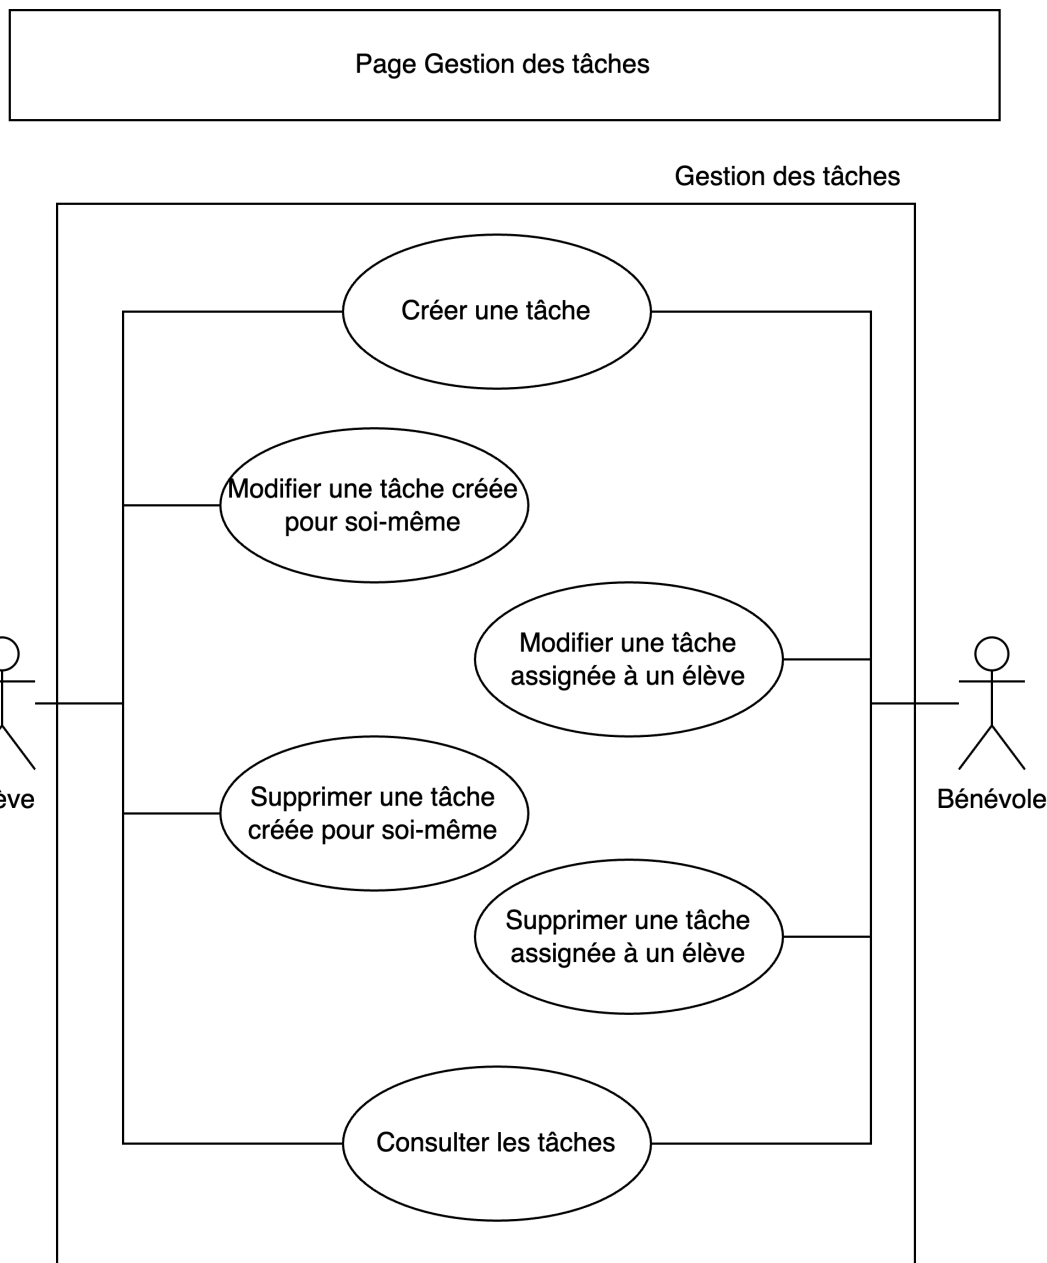 Page Gestion des tâches
Gestion des tâches
Créer une tâche
Modifier une tâche créée
pour soi-même
Modifier une tâche
assignée à un élève
Supprimer une tâche
créée pour soi-même
Bénévole
Supprimer une tâche
assignée à un élève
Consulter les tâches